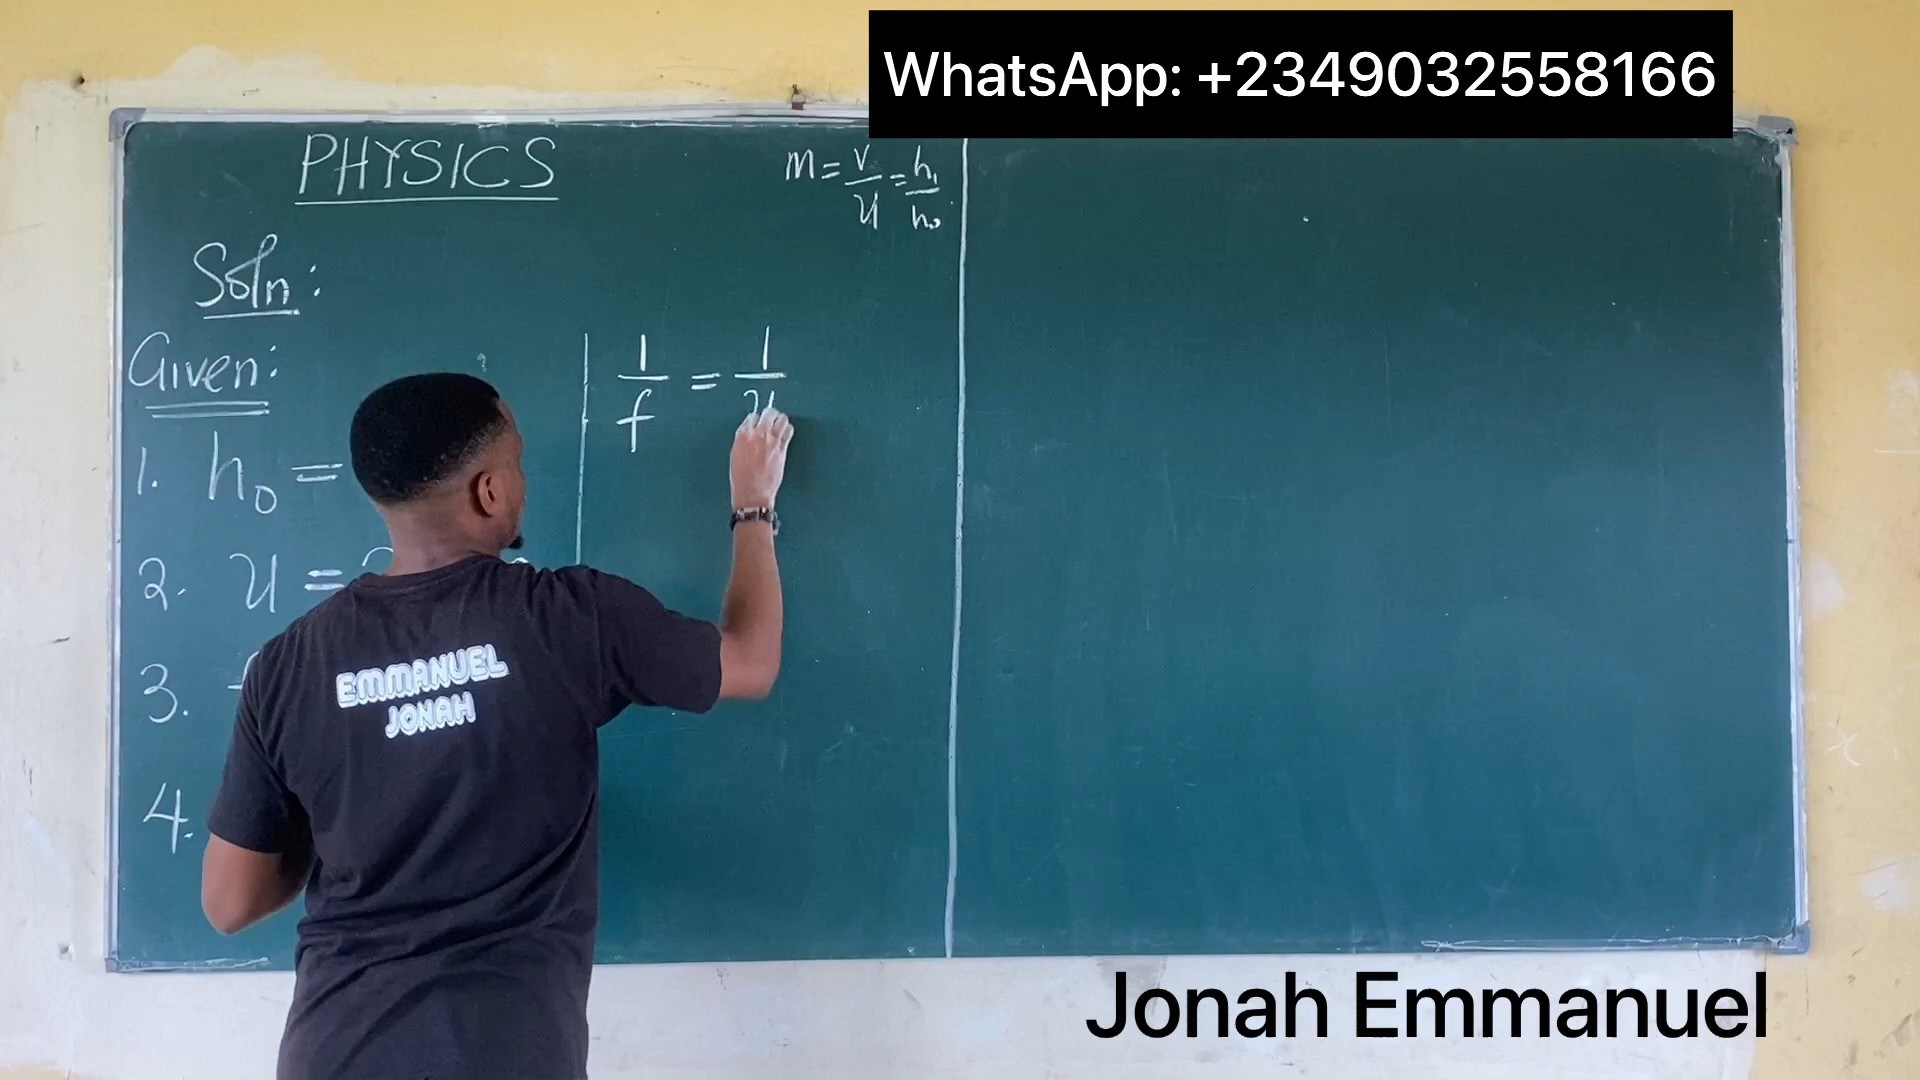 WhatsApp: +2349032558166
PHYSICS
m = v/u = h₁/h₀
Soln:
Given:
1. h₀ =
2. u =
3.
4.
1/f = 1/u
EMMANUEL
JONAH
Jonah Emmanuel